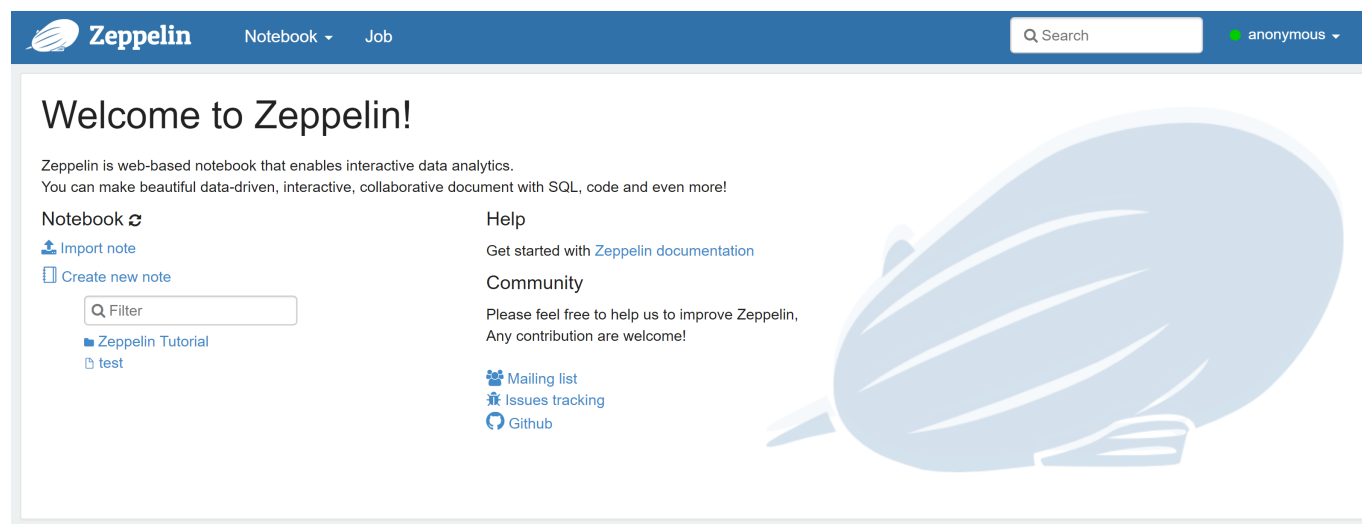 Zeppelin Notebook Job Search anonymous
Welcome to Zeppelin!
Zeppelin is web-based notebook that enables interactive data analytics.
You can make beautiful data-driven, interactive, collaborative document with SQL, code and even more!
Notebook
Import note
Create new note
Filter
Zeppelin Tutorial
test
Help
Get started with Zeppelin documentation
Community
Please feel free to help us to improve Zeppelin,
Any contribution are welcome!
Mailing list
Issues tracking
Github